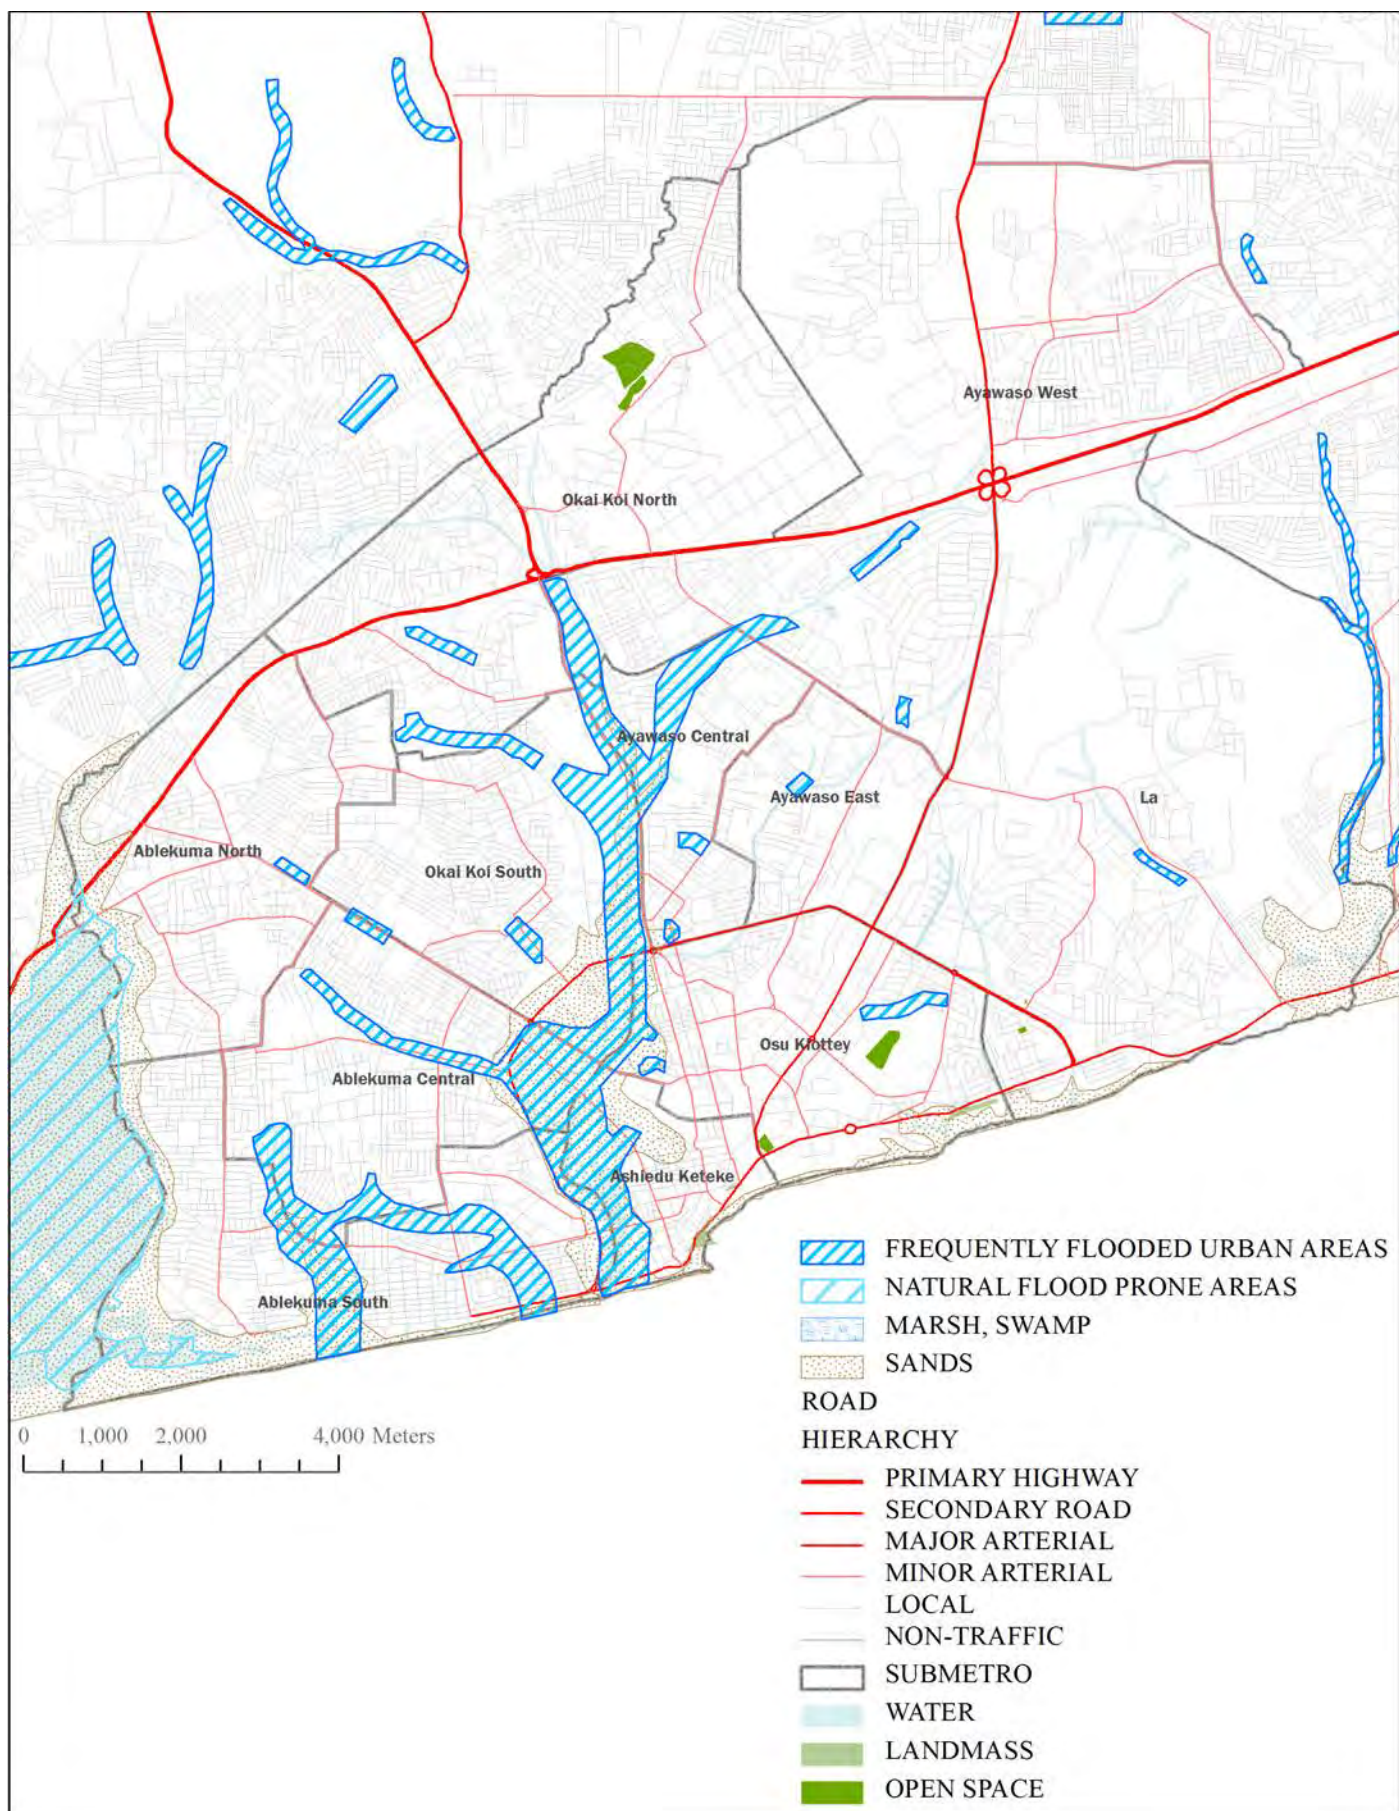 Ayawaso West
Okai Koi North
Ayawaso Central
Ayawaso East
La
Ablekuma North
Okai Koi South
Osu Klottey
Ablekuma Central
Ashiedu Keteke
Ablekuma South
FREQUENTLY FLOODED URBAN AREAS
NATURAL FLOOD PRONE AREAS
MARSH, SWAMP
SANDS
ROAD
HIERARCHY
PRIMARY HIGHWAY
SECONDARY ROAD
MAJOR ARTERIAL
MINOR ARTERIAL
LOCAL
NON-TRAFFIC
SUBMETRO
WATER
LANDMASS
OPEN SPACE
0 1,000 2,000 4,000 Meters